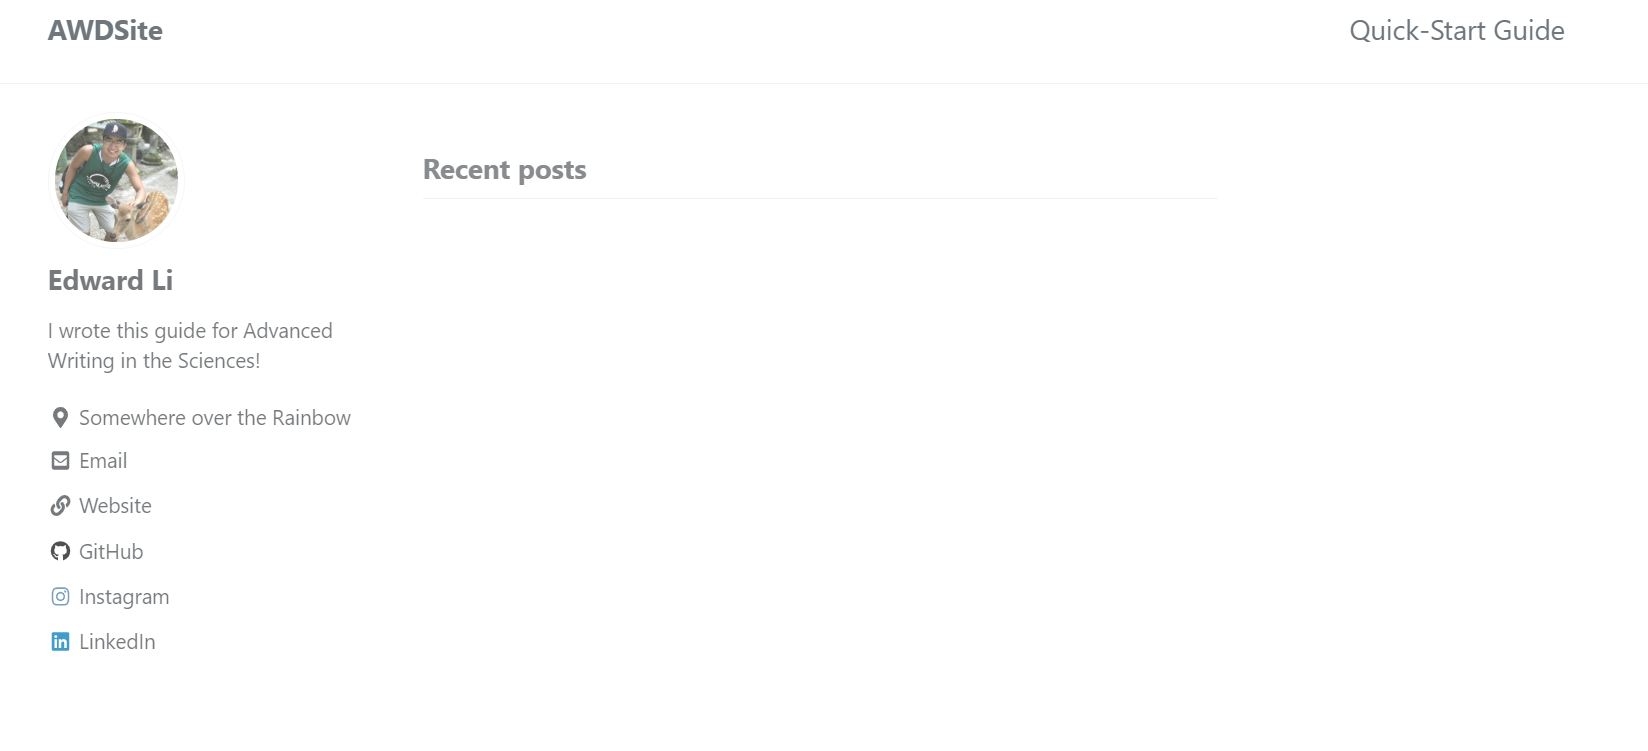 AWDSite
Quick-Start Guide
Edward Li
I wrote this guide for Advanced
Writing in the Sciences!
Somewhere over the Rainbow
Email
Website
GitHub
Instagram
LinkedIn
Recent posts